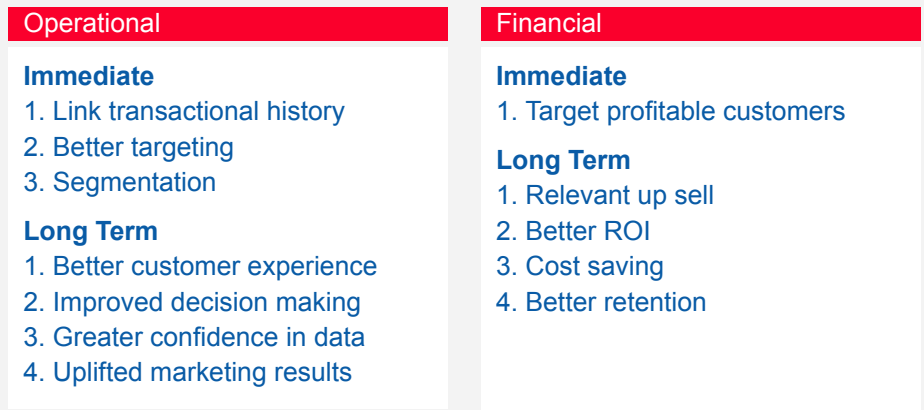 Operational
Immediate
1. Link transactional history
2. Better targeting
3. Segmentation
Long Term
1. Better customer experience
2. Improved decision making
3. Greater confidence in data
4. Uplifted marketing results
Financial
Immediate
1. Target profitable customers
Long Term
1. Relevant up sell
2. Better ROI
3. Cost saving
4. Better retention